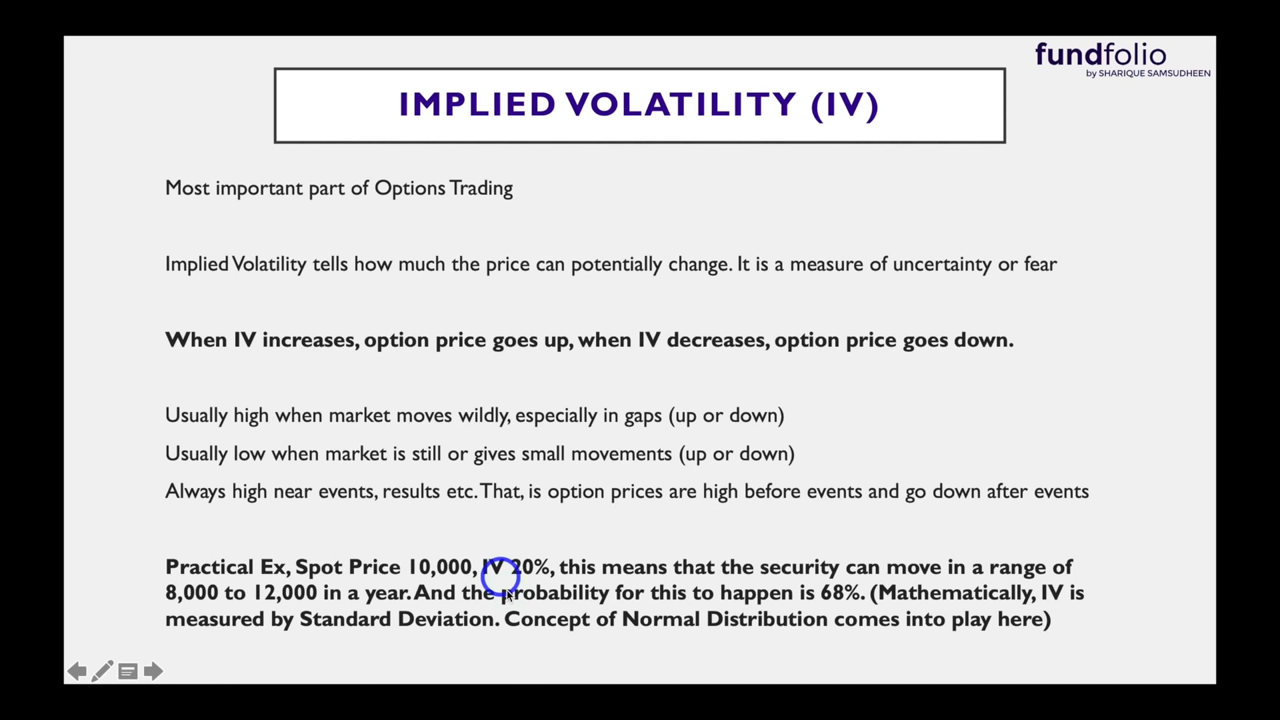 fundfolio
by SHARIQUE SAMSUDHEEN
IMPLIED VOLATILITY (IV)
Most important part of Options Trading
Implied Volatility tells how much the price can potentially change. It is a measure of uncertainty or fear
When IV increases, option price goes up, when IV decreases, option price goes down.
Usually high when market moves wildly, especially in gaps (up or down)
Usually low when market is still or gives small movements (up or down)
Always high near events, results etc. That, is option prices are high before events and go down after events
Practical Ex, Spot Price 10,000, IV 20%, this means that the security can move in a range of
8,000 to 12,000 in a year. And the probability for this to happen is 68%. (Mathematically, IV is
measured by Standard Deviation. Concept of Normal Distribution comes into play here)